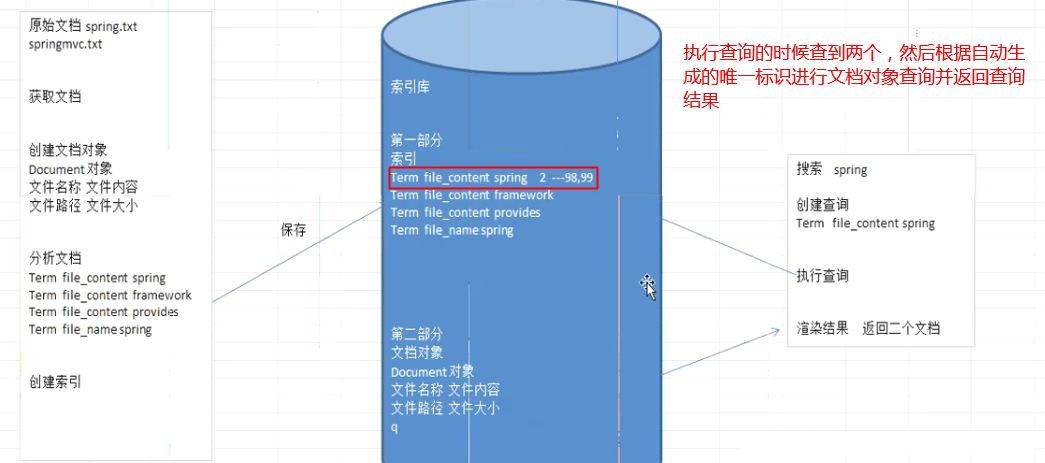 原始文档 spring.txt
springmvc.txt
获取文档
创建文档对象
Document 对象
文件名称 文件内容
文件路径 文件大小
分析文档
Term file_content spring
Term file_content framework
Term file_content provides
Term file_name spring
创建索引
保存
索引库
第一部分
索引
Term file_content spring 2 ---98,99
Term file_content framework
Term file_content provides
Term file_name spring
第二部分
文档对象
Document 对象
文件名称 文件内容
文件路径 文件大小
q
执行查询的时候查到两个，然后根据自动生
成的唯一标识进行文档对象查询并返回查询
结果
搜索 spring
创建查询
Term file_content spring
执行查询
渲染结果 返回二个文档